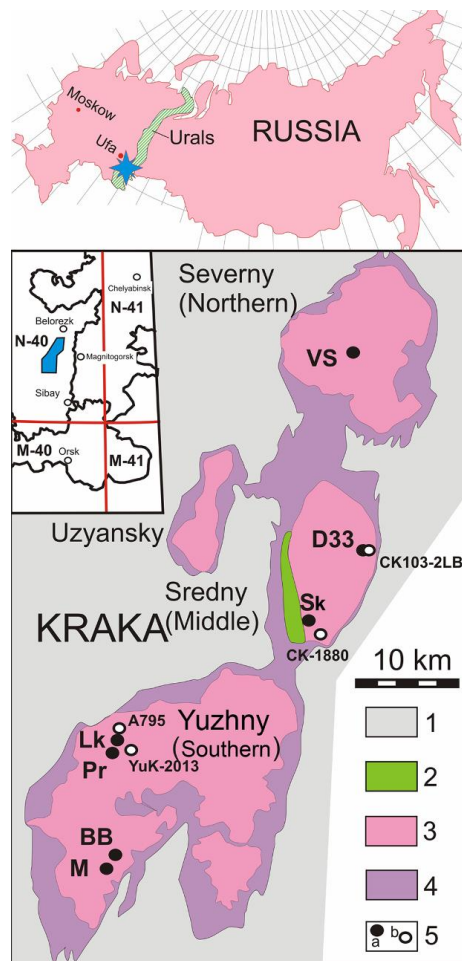 Moskow
Ufa
Urals
RUSSIA
Severny
(Northern)
Chelyabinsk
N-41
Belorezk
N-40
Magnitogorsk
Sibay
M-40
Orsk
M-41
VS
Uzyansky
D33
CK103-2LB
Sredny
(Middle)
Sk
KRAKA
CK-1880
10 km
A795
Lk
Yuzhny
(Southern)
Pr
YuK-2013
BB
M
1
2
3
4
a
b
5